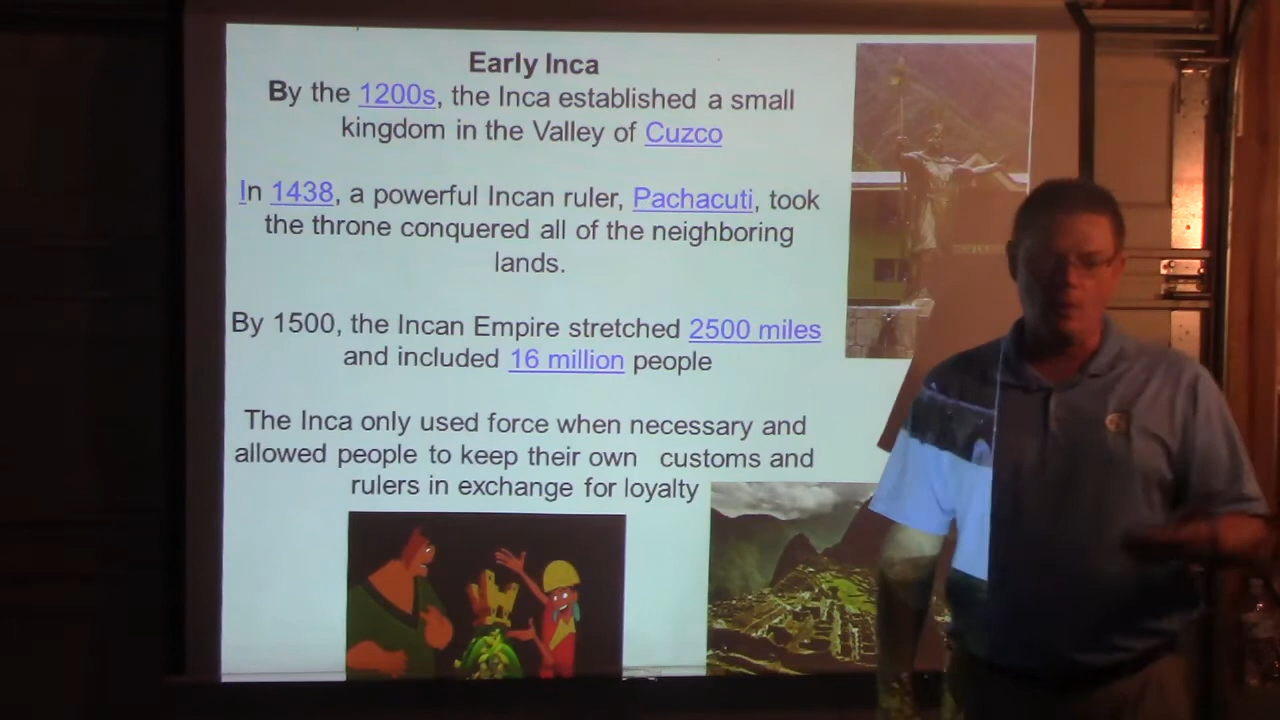 Early Inca
By the 1200s, the Inca established a small
kingdom in the Valley of Cuzco
In 1438, a powerful Incan ruler, Pachacuti, took
the throne conquered all of the neighboring
lands.
By 1500, the Incan Empire stretched 2500 miles
and included 16 million people
The Inca only used force when necessary and
allowed people to keep their own customs and
rulers in exchange for loyalty